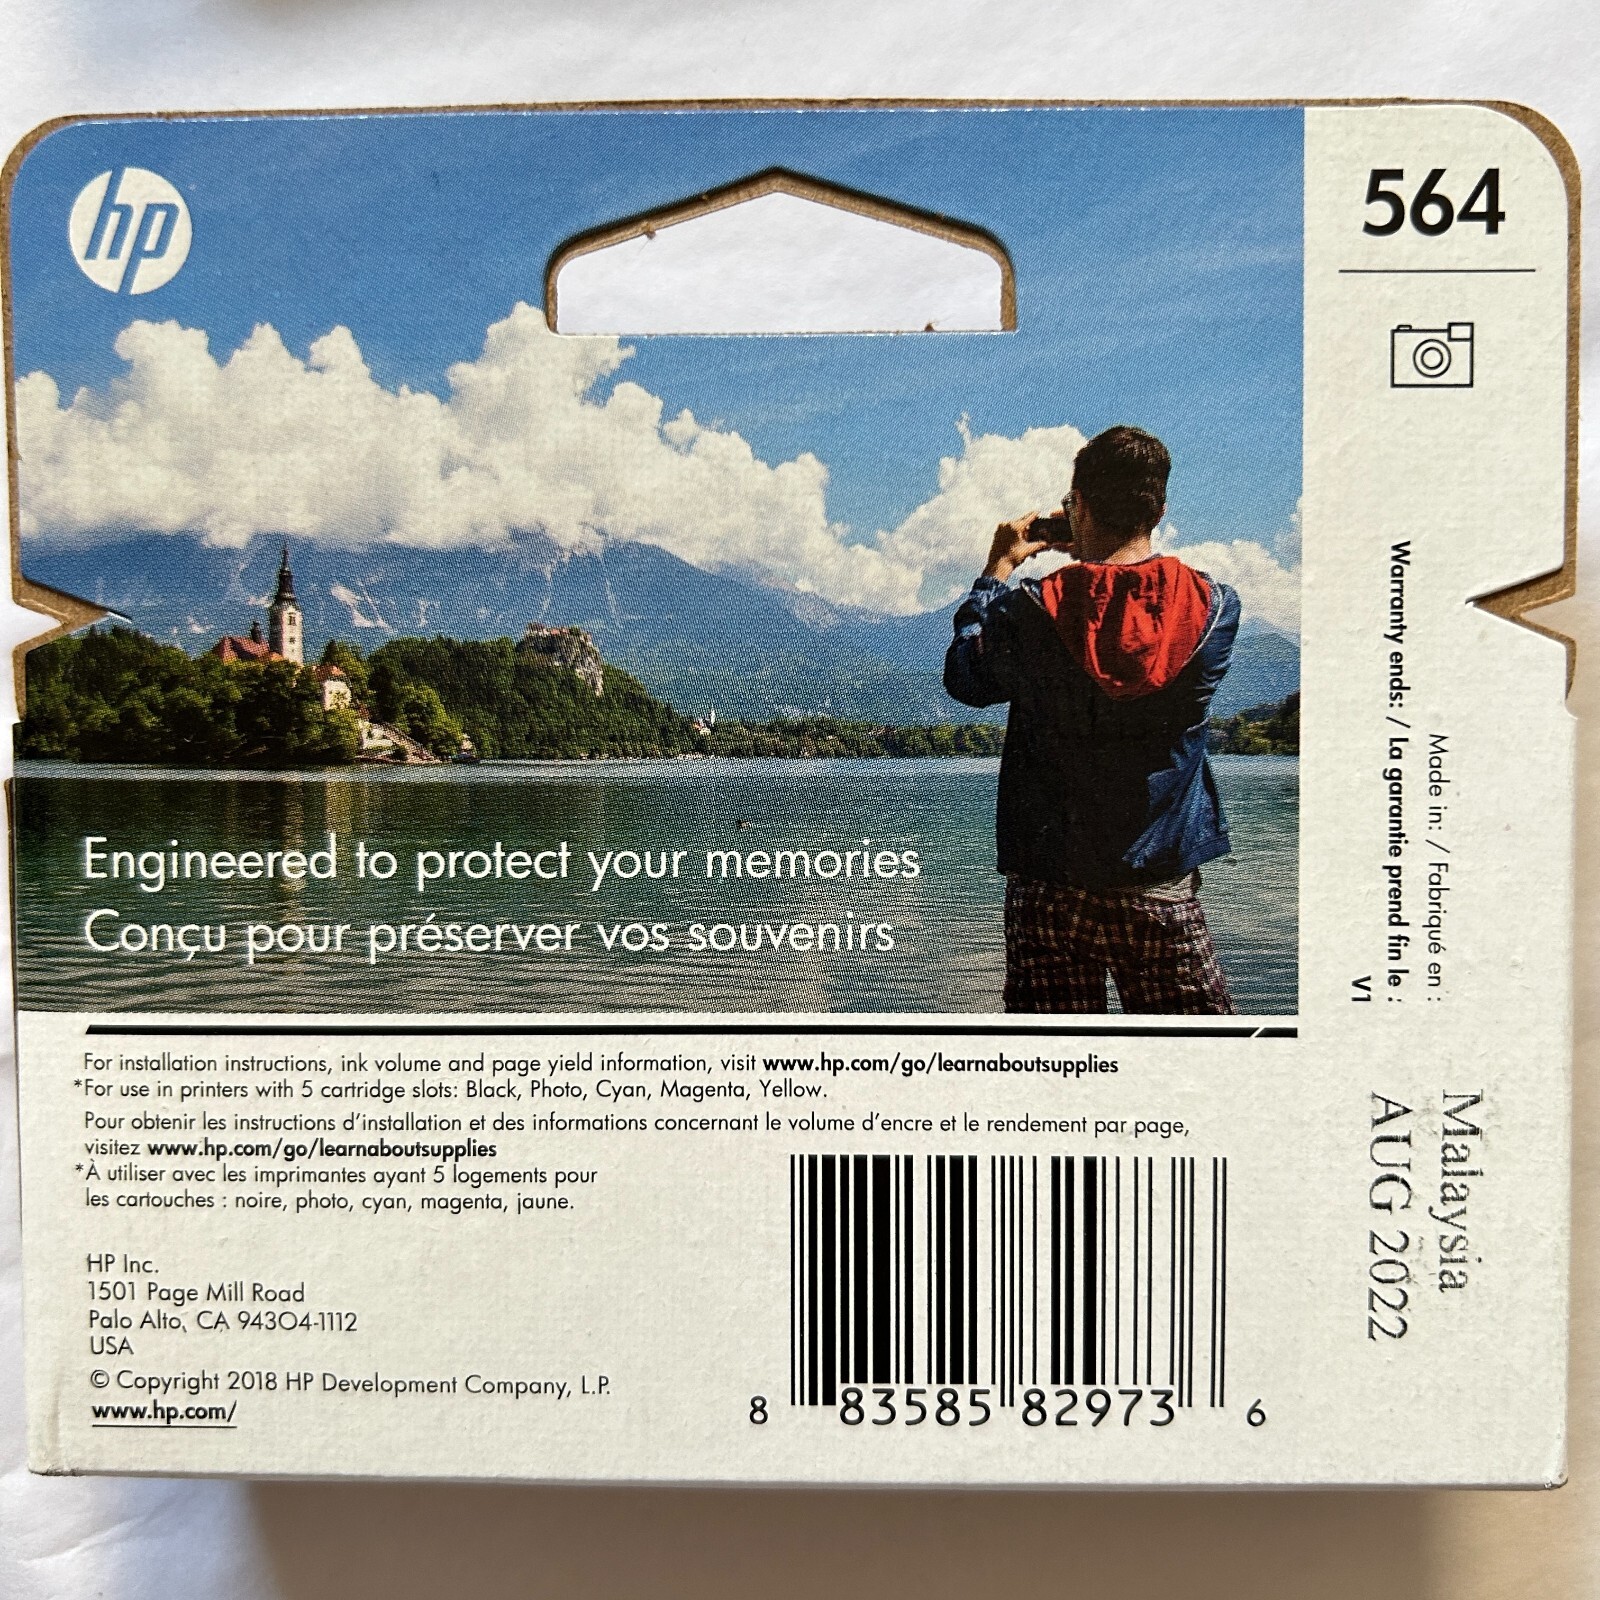 hp
564
Engineered to protect your memories
Conçu pour préserver vos souvenirs
Made in: / Fabriqué en :
Warranty ends: / La garantie prend fin le :
V1
Malaysia
AUG 2022
For installation instructions, ink volume and page yield information, visit www.hp.com/go/learnaboutsupplies
*For use in printers with 5 cartridge slots: Black, Photo, Cyan, Magenta, Yellow.
Pour obtenir les instructions d'installation et des informations concernant le volume d'encre et le rendement par page,
visitez www.hp.com/go/learnaboutsupplies
*À utiliser avec les imprimantes ayant 5 logements pour
les cartouches : noire, photo, cyan, magenta, jaune.
HP Inc.
1501 Page Mill Road
Palo Alto, CA 94304-1112
USA
© Copyright 2018 HP Development Company, L.P.
www.hp.com/
8 83585 82973 6